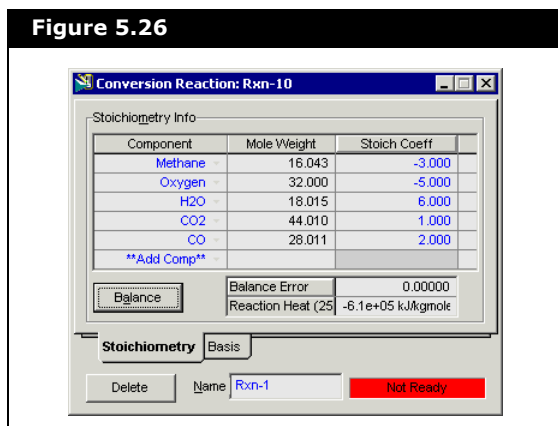 Figure 5.26
Conversion Reaction: Rxn-10
Stoichiometry Info
Component Mole Weight Stoich Coeff
Methane 16.043 -3.000
Oxygen 32.000 -5.000
H2O 18.015 6.000
CO2 44.010 1.000
CO 28.011 2.000
**Add Comp**
Balance
Balance Error 0.00000
Reaction Heat (25 -6.1e+05 kJ/kgmole
Stoichiometry Basis
Delete Name Rxn-1 Not Ready